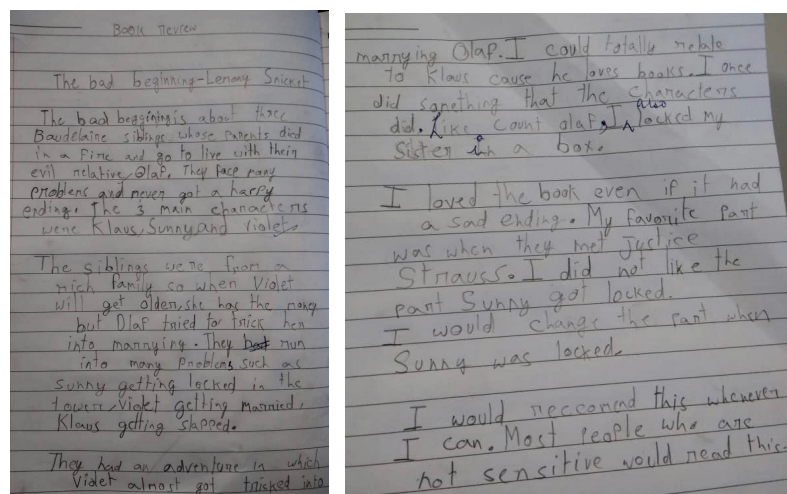 Book review
The bad beginning-Lemony Snicket
The bad beggining is about three
Baudelaire siblings whose parents died
in a fire and go to live with their
evil relative, Olaf. They face many
problems and never got a happy
ending. The 3 main characters
were Klaus, Sunny and Violet.
The siblings were from a
rich family so when Violet
will get older, she has the money
but Olaf tried to trick her
into marrying. They run
into many problems such as
Sunny getting locked in the
tower, violet getting married,
Klaus getting slapped.
They had an adventure in which
Violet almost got tricked into
marrying Olaf. I could totally relate
to Klaus cause he loves books. I once
did something that the characters
did. Like Count olaf, I also locked my
sister in a box.
I loved the book even if it had
a sad ending. My favorite part
was when they met Justice
Strauss. I did not like the
part Sunny got locked.
I would change the part when
Sunny was locked.
I would reccomend this whenever
I can. Most people who are
not sensitive would read this.